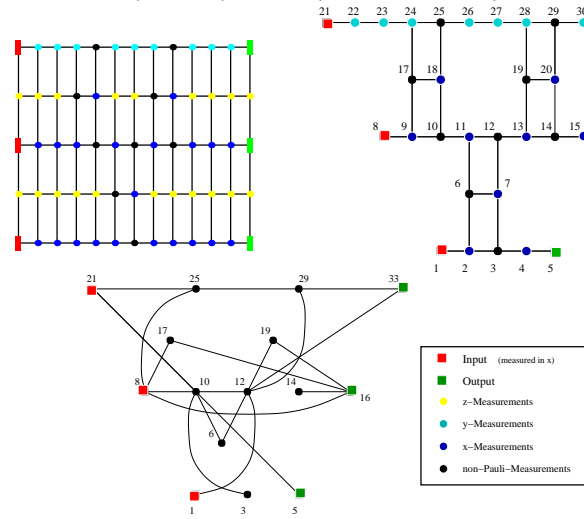 21 22 23 24 25 26 27 28 29 30
17 18 19 20
8 9 10 11 12 13 14 15
6 7
1 2 3 4 5
21 25 29 33
17 19
8 10 12 14 16
6
1 3 5
Input (measured in x)
Output
z-Measurements
y-Measurements
x-Measurements
non-Pauli-Measurements